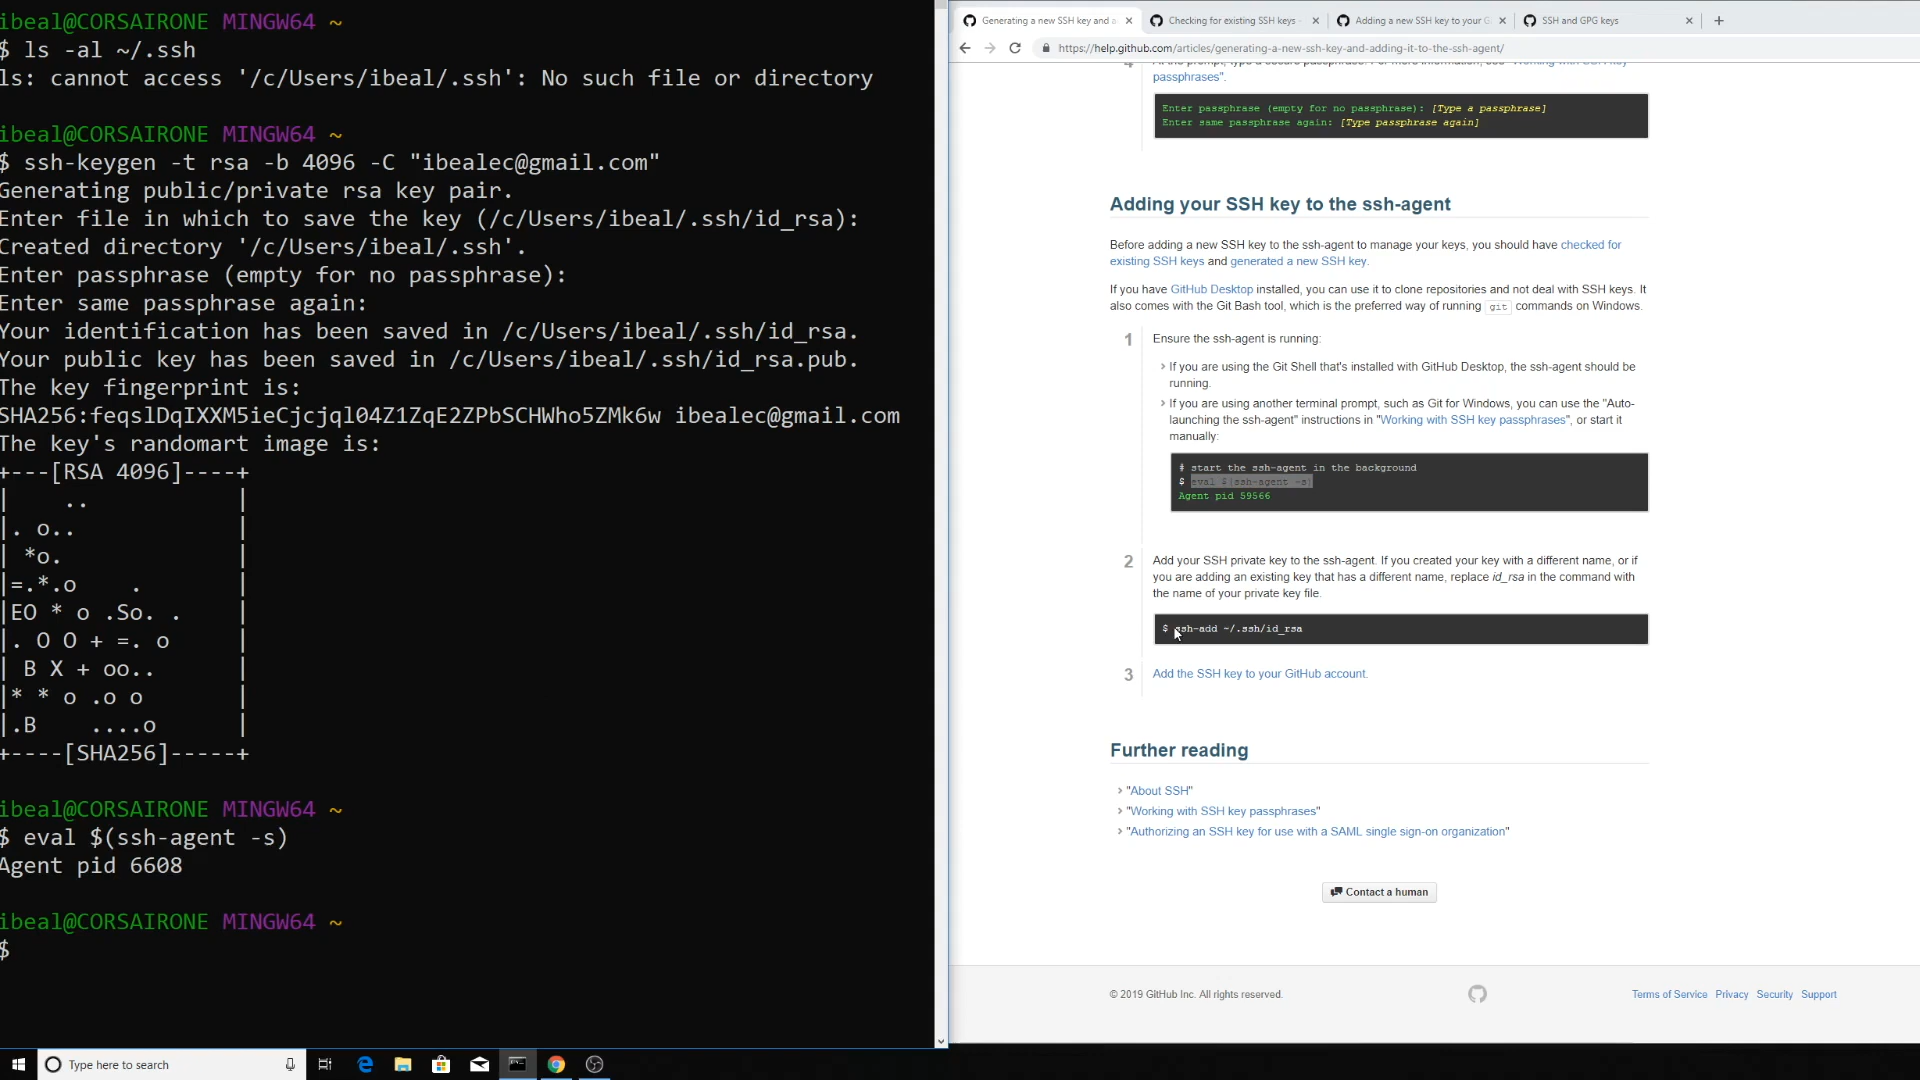 ibeal@CORSAIRONE MINGW64 ~
$ ls -al ~/.ssh
ls: cannot access '/c/Users/ibeal/.ssh': No such file or directory
ibeal@CORSAIRONE MINGW64 ~
$ ssh-keygen -t rsa -b 4096 -C "ibealec@gmail.com"
Generating public/private rsa key pair.
Enter file in which to save the key (/c/Users/ibeal/.ssh/id_rsa):
Created directory '/c/Users/ibeal/.ssh'.
Enter passphrase (empty for no passphrase):
Enter same passphrase again:
Your identification has been saved in /c/Users/ibeal/.ssh/id_rsa.
Your public key has been saved in /c/Users/ibeal/.ssh/id_rsa.pub.
The key fingerprint is:
SHA256:feqslDqIXXM5ieCjcjql04Z1ZqE2ZPbSCHWho5ZMk6w ibealec@gmail.com
The key's randomart image is:
+---[RSA 4096]----+
|    ..           |
|. o..            |
| *o.             |
|=.*.o    .       |
|EO * o .So. .    |
|. O O + =. o     |
| B X + oo..      |
|* * o .o o       |
|.B    ....o      |
+----[SHA256]-----+
ibeal@CORSAIRONE MINGW64 ~
$ eval $(ssh-agent -s)
Agent pid 6608
ibeal@CORSAIRONE MINGW64 ~
$
Type here to search
Generating a new SSH key and a
Checking for existing SSH keys
Adding a new SSH key to your G
SSH and GPG keys
https://help.github.com/articles/generating-a-new-ssh-key-and-adding-it-to-the-ssh-agent/
passphrases".
Enter passphrase (empty for no passphrase): [Type a passphrase]
Enter same passphrase again: [Type passphrase again]
Adding your SSH key to the ssh-agent
Before adding a new SSH key to the ssh-agent to manage your keys, you should have checked for
existing SSH keys and generated a new SSH key.
If you have GitHub Desktop installed, you can use it to clone repositories and not deal with SSH keys. It
also comes with the Git Bash tool, which is the preferred way of running git commands on Windows.
1 Ensure the ssh-agent is running:
If you are using the Git Shell that's installed with GitHub Desktop, the ssh-agent should be
running.
If you are using another terminal prompt, such as Git for Windows, you can use the "Auto-
launching the ssh-agent" instructions in "Working with SSH key passphrases", or start it
manually:
# start the ssh-agent in the background
$ eval $(ssh-agent -s)
Agent pid 59566
2 Add your SSH private key to the ssh-agent. If you created your key with a different name, or if
you are adding an existing key that has a different name, replace id_rsa in the command with
the name of your private key file.
$ ssh-add ~/.ssh/id_rsa
3 Add the SSH key to your GitHub account.
Further reading
"About SSH"
"Working with SSH key passphrases"
"Authorizing an SSH key for use with a SAML single sign-on organization"
Contact a human
© 2019 GitHub Inc. All rights reserved.
Terms of Service Privacy Security Support